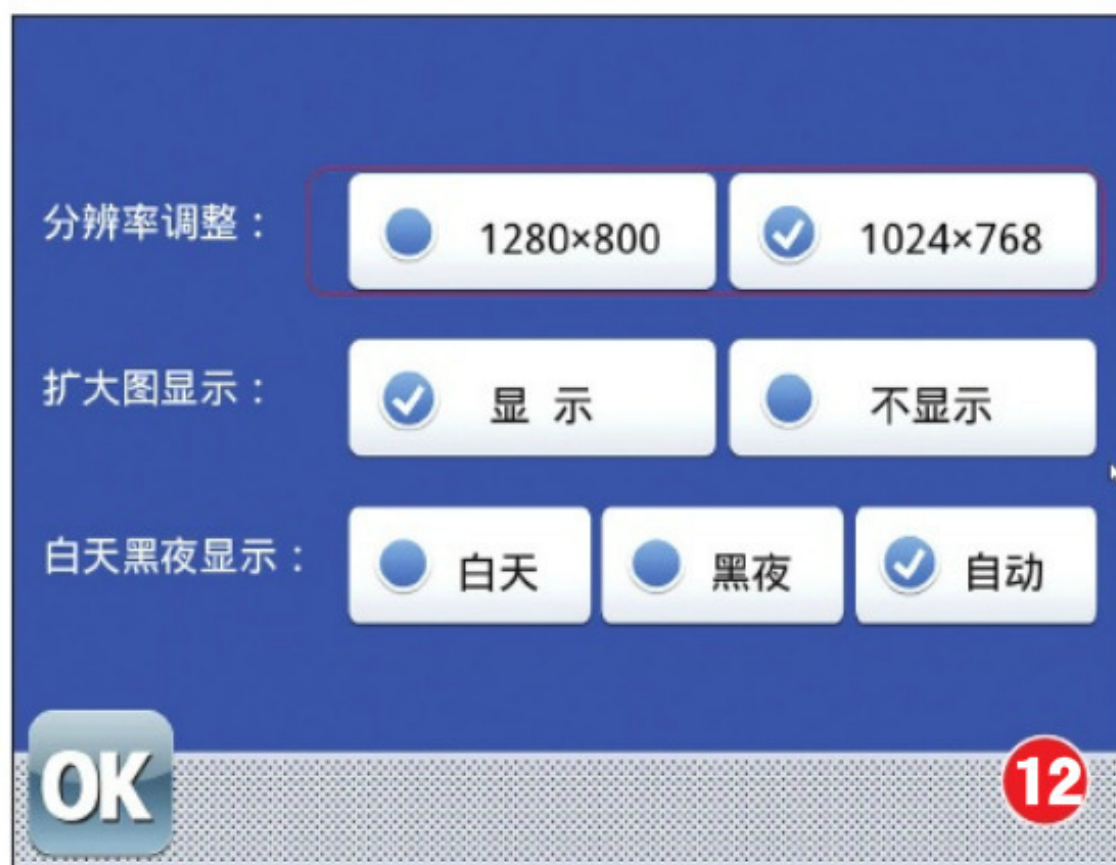 分辨率调整：
1280×800
1024×768
扩大图显示：
显 示
不显示
白天黑夜显示：
白天
黑夜
自动
OK
12